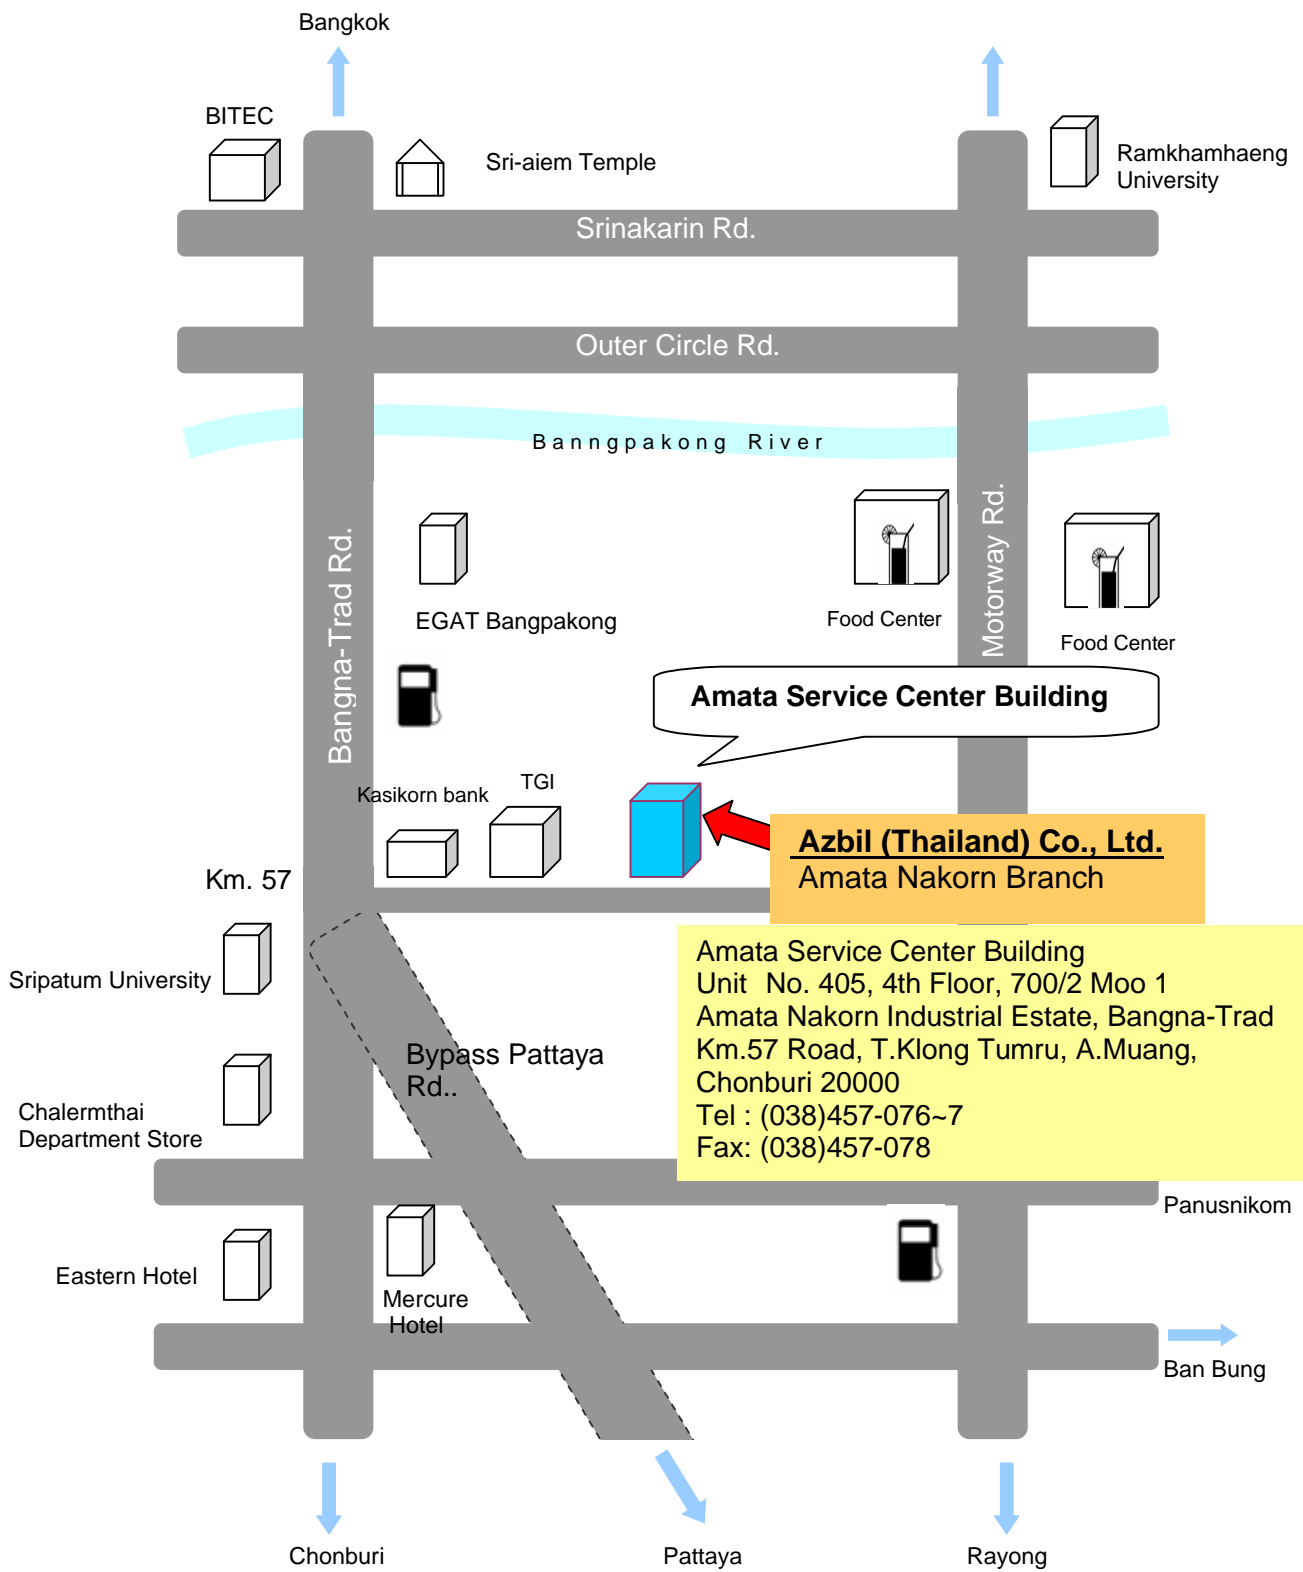 Bangkok
BITEC
Sri-aiem Temple
Ramkhamhaeng
University
Srinakarin Rd.
Outer Circle Rd.
Banngpakong River
Bangna-Trad Rd.
Motorway Rd.
EGAT Bangpakong
Food Center
Food Center
Amata Service Center Building
Kasikorn bank
TGI
Azbil (Thailand) Co., Ltd.
Amata Nakorn Branch
Km. 57
Amata Service Center Building
Unit No. 405, 4th Floor, 700/2 Moo 1
Amata Nakorn Industrial Estate, Bangna-Trad
Km.57 Road, T.Klong Tumru, A.Muang,
Chonburi 20000
Tel : (038)457-076~7
Fax: (038)457-078
Sripatum University
Bypass Pattaya
Rd..
Chalermthai
Department Store
Panusnikom
Eastern Hotel
Mercure
Hotel
Ban Bung
Chonburi
Pattaya
Rayong